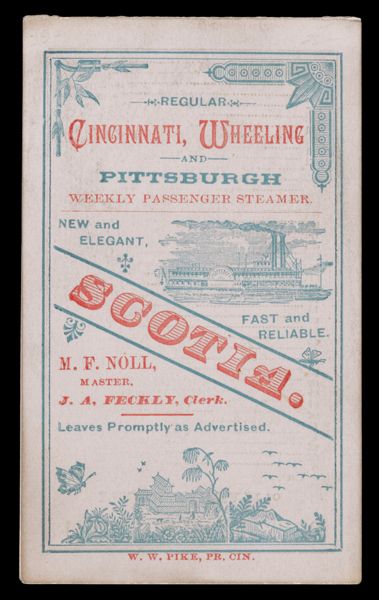 REGULAR
CINCINNATI, WHEELING
AND
PITTSBURGH
WEEKLY PASSENGER STEAMER.
NEW and
ELEGANT,
SCOTIA.
FAST and
RELIABLE.
M. F. NOLL,
MASTER.
J. A. FECKLY, Clerk.
Leaves Promptly as Advertised.
W. W. PIKE, PR. CIN.